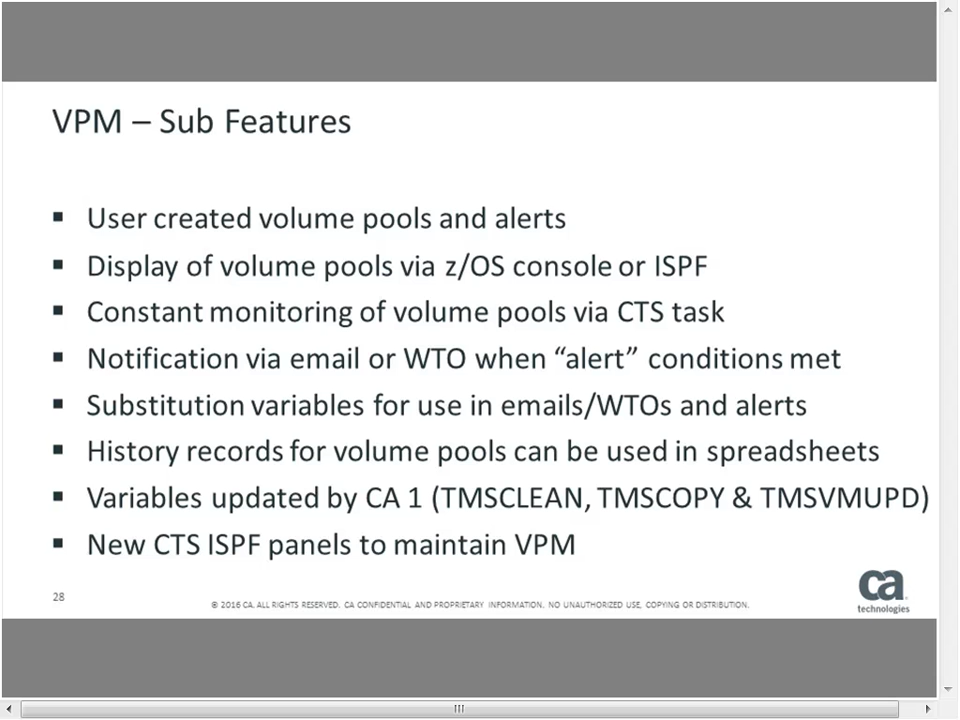 VPM – Sub Features
▪ User created volume pools and alerts
▪ Display of volume pools via z/OS console or ISPF
▪ Constant monitoring of volume pools via CTS task
▪ Notification via email or WTO when “alert” conditions met
▪ Substitution variables for use in emails/WTOs and alerts
▪ History records for volume pools can be used in spreadsheets
▪ Variables updated by CA 1 (TMSCLEAN, TMSCOPY & TMSVMUPD)
▪ New CTS ISPF panels to maintain VPM
28
© 2016 CA. ALL RIGHTS RESERVED. CA CONFIDENTIAL AND PROPRIETARY INFORMATION. NO UNAUTHORIZED USE, COPYING OR DISTRIBUTION.
ca
technologies